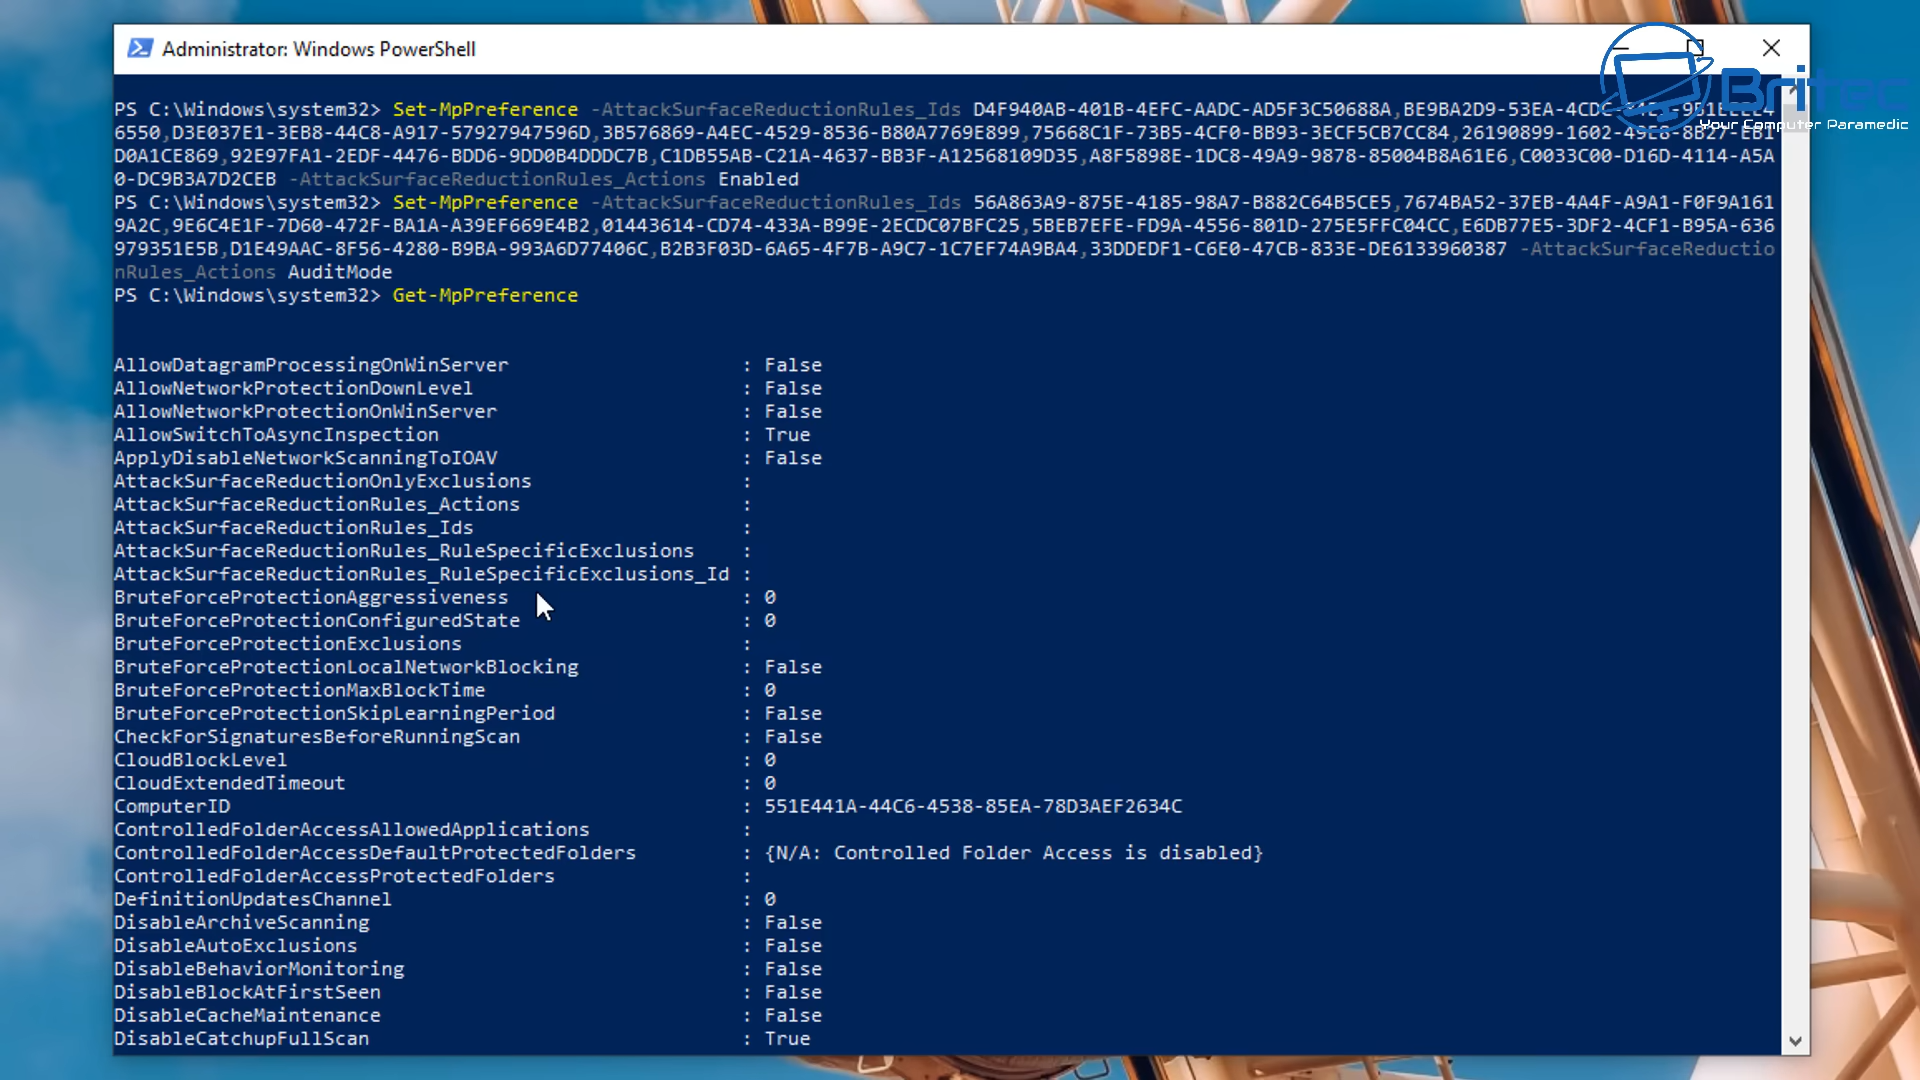 Administrator: Windows PowerShell
Britec
Your Computer Paramedic
PS C:\Windows\system32> Set-MpPreference -AttackSurfaceReductionRules_Ids D4F940AB-401B-4EFC-AADC-AD5F3C50688A,BE9BA2D9-53EA-4CDC
6550,D3E037E1-3EB8-44C8-A917-57927947596D,3B576869-A4EC-4529-8536-B80A7769E899,75668C1F-73B5-4CF0-BB93-3ECF5CB7CC84,26190899-1602-49E8-8B27-EB1
D0A1CE869,92E97FA1-2EDF-4476-BDD6-9DD0B4DDDC7B,C1DB55AB-C21A-4637-BB3F-A12568109D35,A8F5898E-1DC8-49A9-9878-85004B8A61E6,C0033C00-D16D-4114-A5A
0-DC9B3A7D2CEB -AttackSurfaceReductionRules_Actions Enabled
PS C:\Windows\system32> Set-MpPreference -AttackSurfaceReductionRules_Ids 56A863A9-875E-4185-98A7-B882C64B5CE5,7674BA52-37EB-4A4F-A9A1-F0F9A161
9A2C,9E6C4E1F-7D60-472F-BA1A-A39EF669E4B2,01443614-CD74-433A-B99E-2ECDC07BFC25,5BEB7EFE-FD9A-4556-801D-275E5FFC04CC,E6DB77E5-3DF2-4CF1-B95A-636
979351E5B,D1E49AAC-8F56-4280-B9BA-993A6D77406C,B2B3F03D-6A65-4F7B-A9C7-1C7EF74A9BA4,33DDEDF1-C6E0-47CB-833E-DE6133960387 -AttackSurfaceReductio
nRules_Actions AuditMode
PS C:\Windows\system32> Get-MpPreference
AllowDatagramProcessingOnWinServer : False
AllowNetworkProtectionDownLevel : False
AllowNetworkProtectionOnWinServer : False
AllowSwitchToAsyncInspection : True
ApplyDisableNetworkScanningToIOAV : False
AttackSurfaceReductionOnlyExclusions :
AttackSurfaceReductionRules_Actions :
AttackSurfaceReductionRules_Ids :
AttackSurfaceReductionRules_RuleSpecificExclusions :
AttackSurfaceReductionRules_RuleSpecificExclusions_Id :
BruteForceProtectionAggressiveness : 0
BruteForceProtectionConfiguredState : 0
BruteForceProtectionExclusions :
BruteForceProtectionLocalNetworkBlocking : False
BruteForceProtectionMaxBlockTime : 0
BruteForceProtectionSkipLearningPeriod : False
CheckForSignaturesBeforeRunningScan : False
CloudBlockLevel : 0
CloudExtendedTimeout : 0
ComputerID : 551E441A-44C6-4538-85EA-78D3AEF2634C
ControlledFolderAccessAllowedApplications :
ControlledFolderAccessDefaultProtectedFolders : {N/A: Controlled Folder Access is disabled}
ControlledFolderAccessProtectedFolders :
DefinitionUpdatesChannel : 0
DisableArchiveScanning : False
DisableAutoExclusions : False
DisableBehaviorMonitoring : False
DisableBlockAtFirstSeen : False
DisableCacheMaintenance : False
DisableCatchupFullScan : True